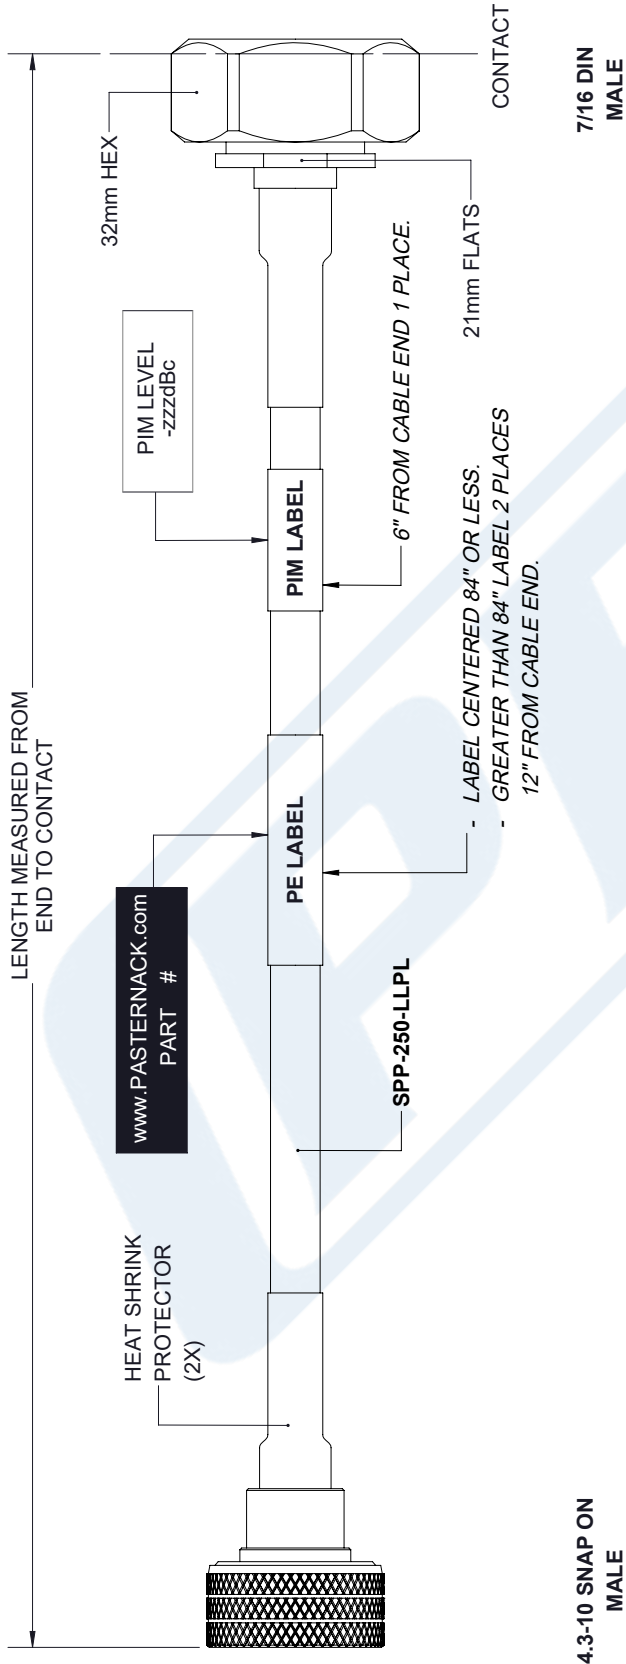 LENGTH MEASURED FROM
END TO CONTACT
HEAT SHRINK
PROTECTOR
(2X)
www.PASTERNACK.com
PART #
PIM LEVEL
-zzzdBc
32mm HEX
PE LABEL
PIM LABEL
SPP-250-LLPL
- LABEL CENTERED 84" OR LESS.
- GREATER THAN 84" LABEL 2 PLACES
12" FROM CABLE END.
6" FROM CABLE END 1 PLACE.
21mm FLATS
CONTACT
4.3-10 SNAP ON
MALE
7/16 DIN
MALE